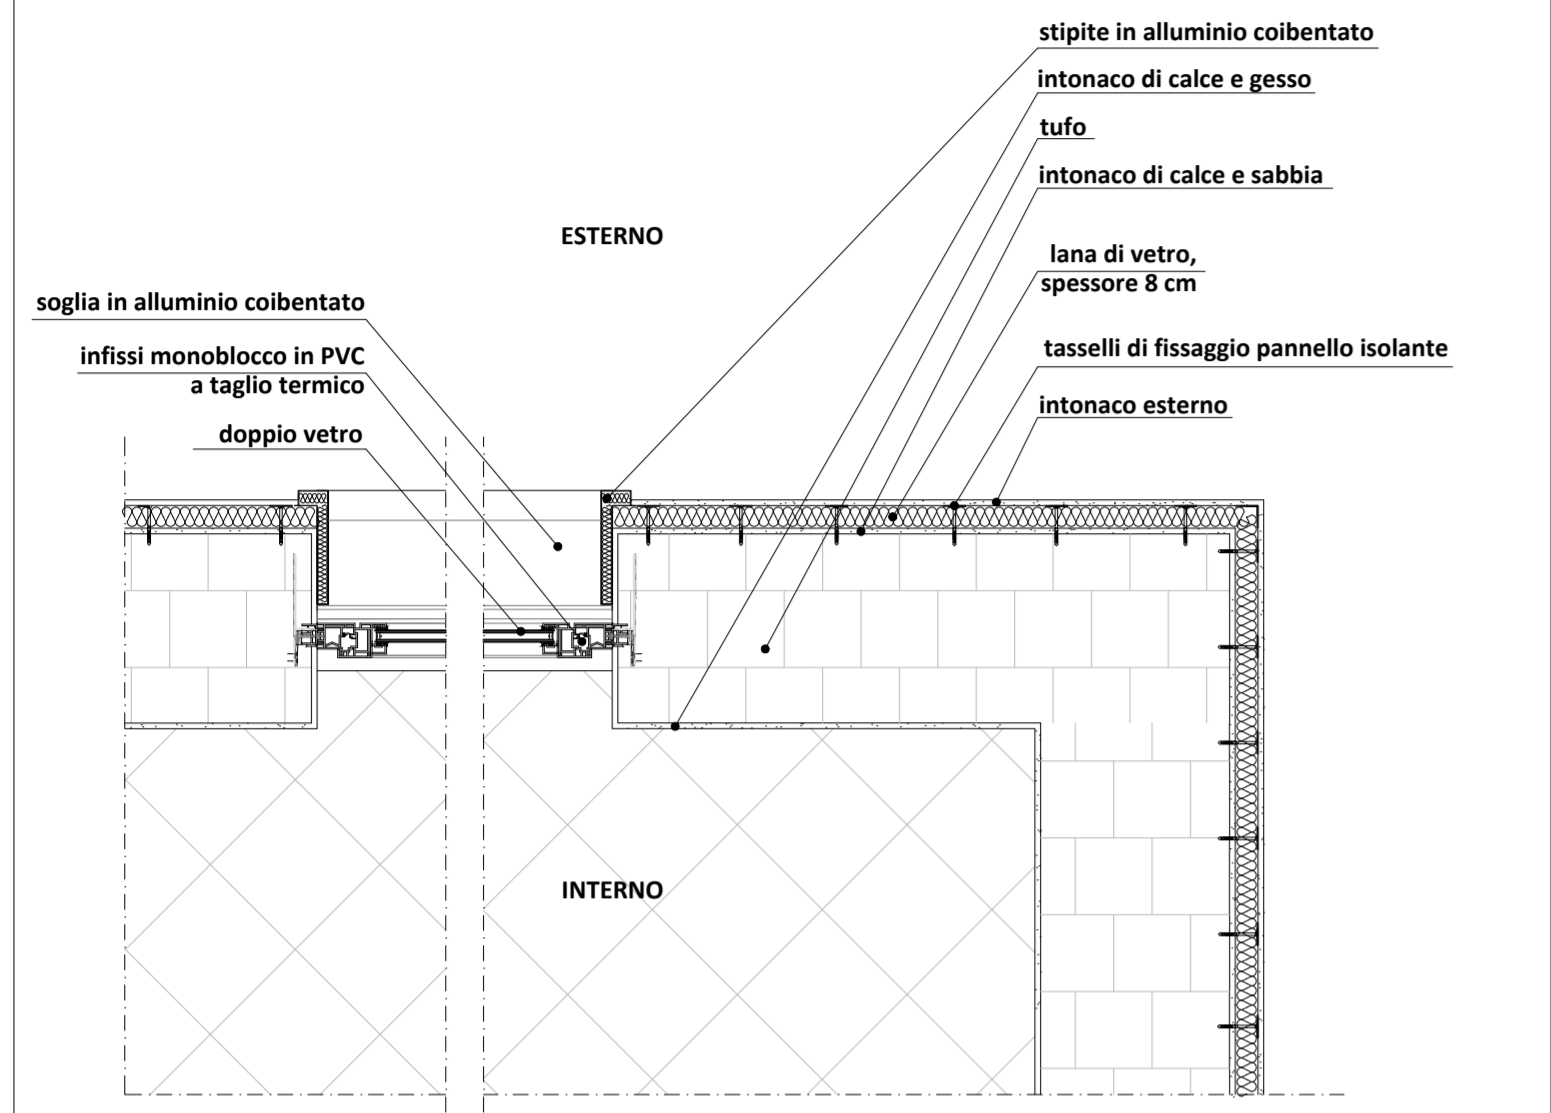 stipite in alluminio coibentato
intonaco di calce e gesso
tufo
intonaco di calce e sabbia
ESTERNO
lana di vetro,
spessore 8 cm
soglia in alluminio coibentato
infissi monoblocco in PVC
a taglio termico
tasselli di fissaggio pannello isolante
intonaco esterno
doppio vetro
INTERNO